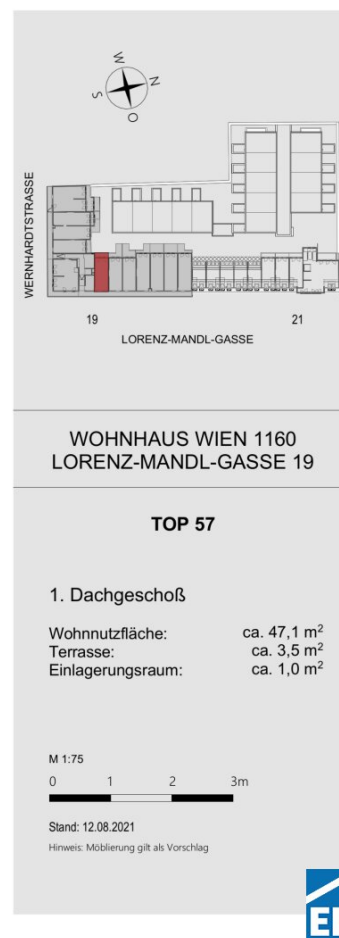 W
N
S
O
WERNHARDTSTRASSE
19
21
LORENZ-MANDL-GASSE
WOHNHAUS WIEN 1160
LORENZ-MANDL-GASSE 19
TOP 57
1. Dachgeschoß
Wohnnutzfläche: ca. 47,1 m²
Terrasse: ca. 3,5 m²
Einlagerungsraum: ca. 1,0 m²
M 1:75
0 1 2 3m
Stand: 12.08.2021
Hinweis: Möblierung gilt als Vorschlag